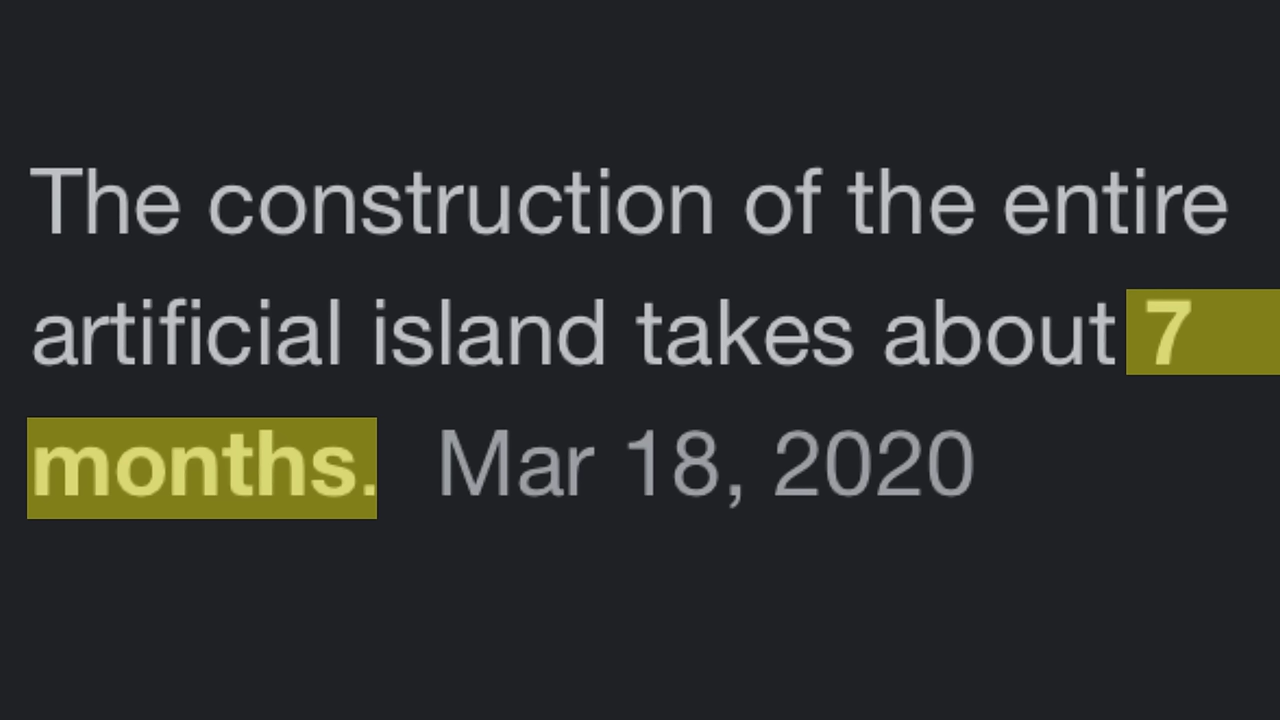 The construction of the entire
artificial island takes about 7
months. Mar 18, 2020